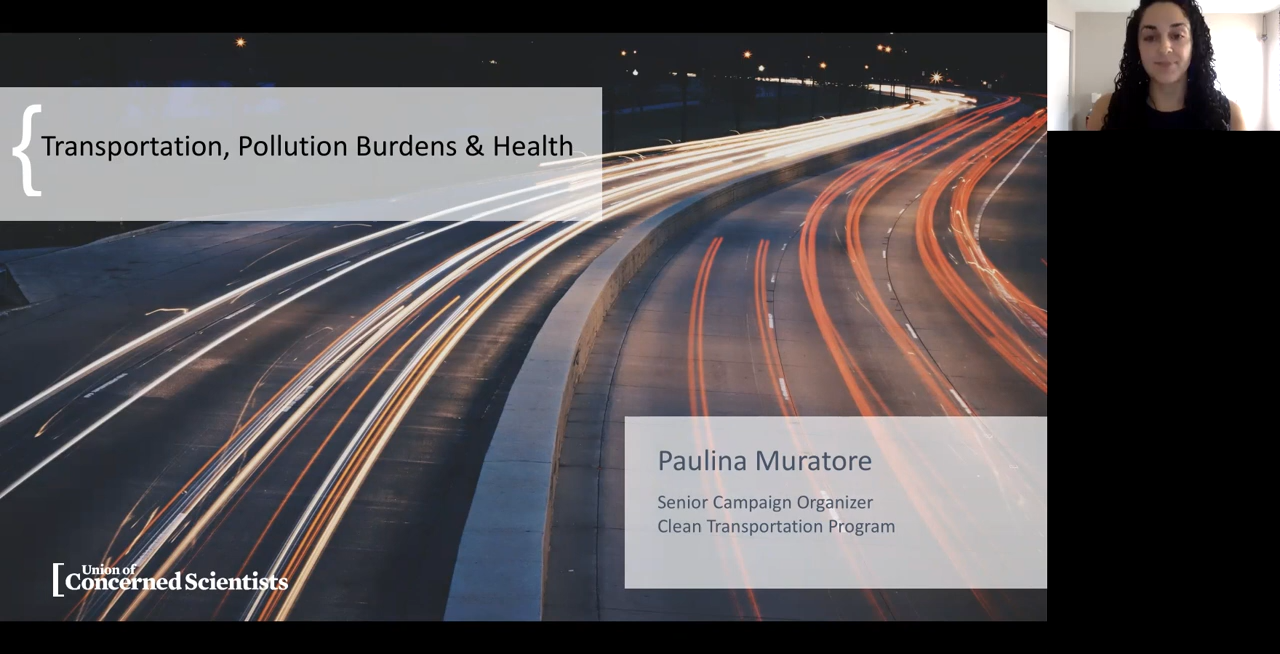 Transportation, Pollution Burdens & Health
Paulina Muratore
Senior Campaign Organizer
Clean Transportation Program
Union of
Concerned Scientists